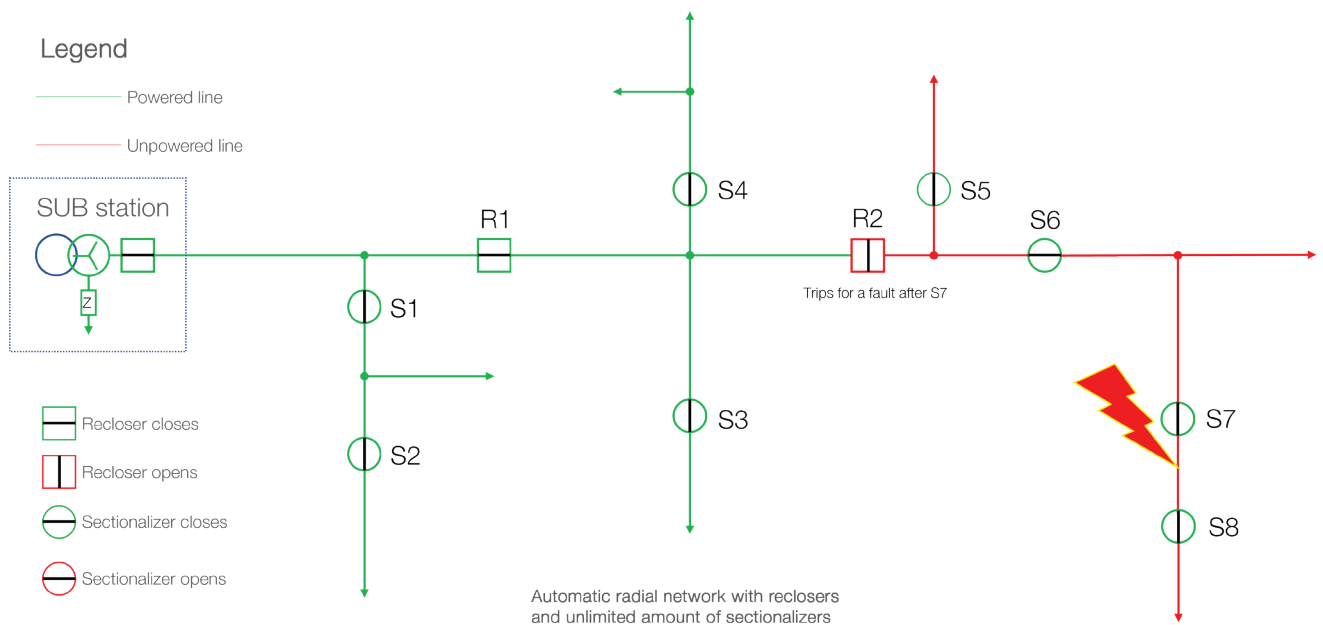 Legend
Powered line
Unpowered line
SUB station
Z
R1
S4
R2
S5
S6
Trips for a fault after S7
S1
S2
S3
S7
S8
Recloser closes
Recloser opens
Sectionalizer closes
Sectionalizer opens
Automatic radial network with reclosers
and unlimited amount of sectionalizers